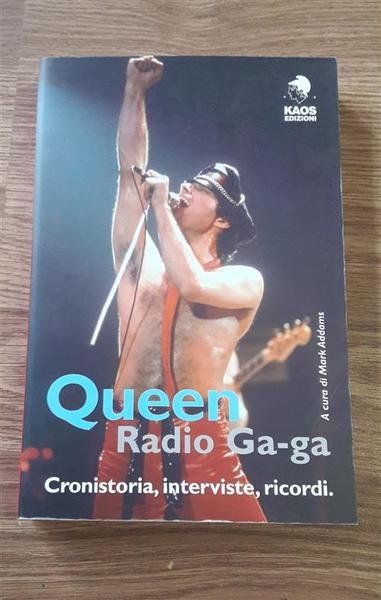 KAOS
EDIZIONI
A cura di Mark Addams
Queen
Radio Ga-ga
Cronistoria, interviste, ricordi.